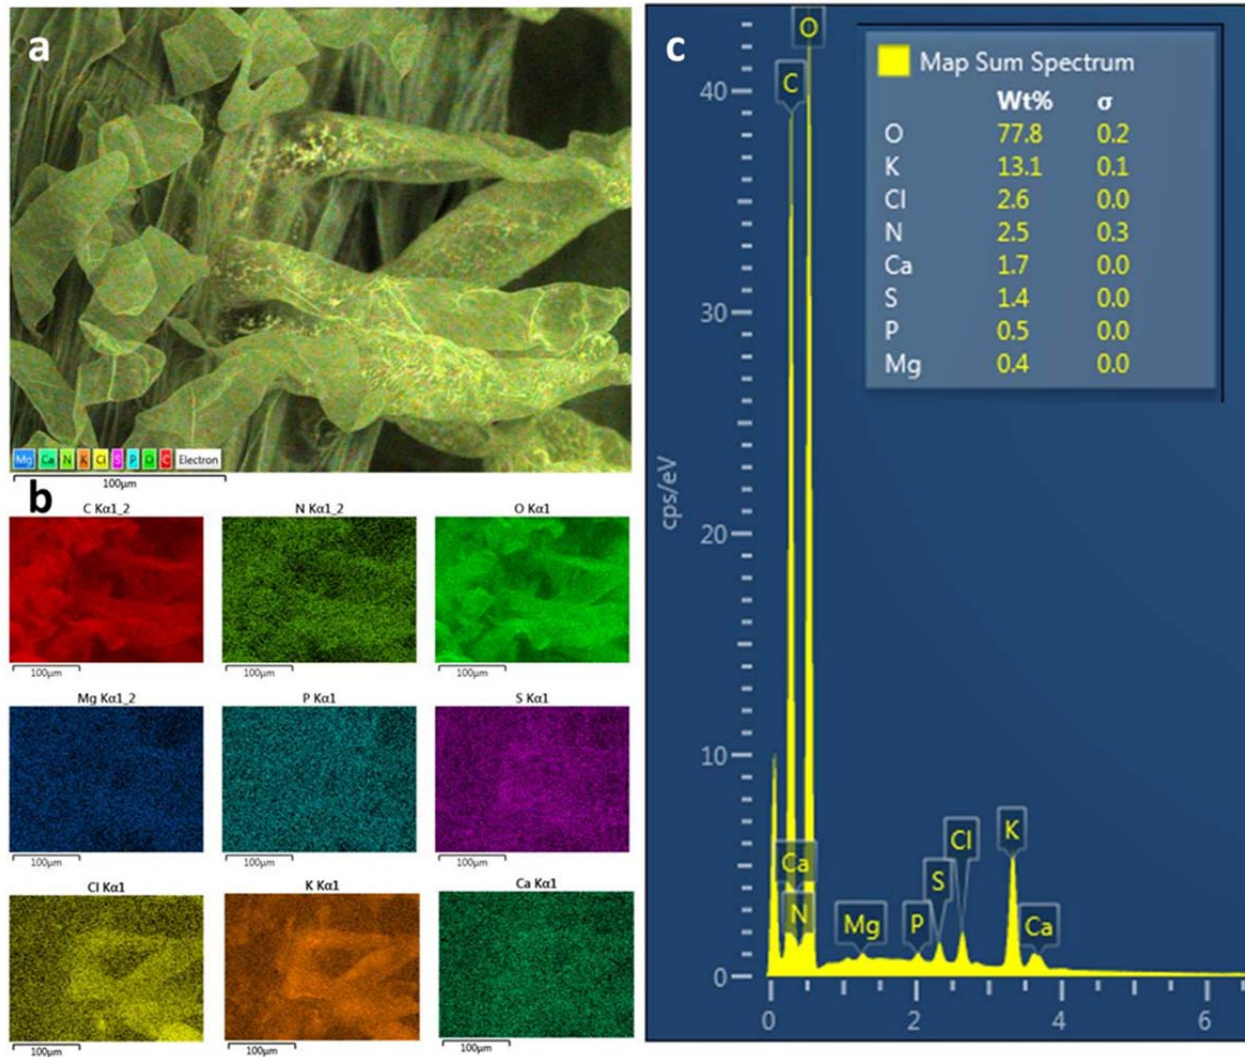 a
Mg Ca N K Cl S P O C Electron
100μm
b
C Kα1_2 N Kα1_2 O Kα1
100μm 100μm 100μm
Mg Kα1_2 P Kα1 S Kα1
100μm 100μm 100μm
Cl Kα1 K Kα1 Ca Kα1
100μm 100μm 100μm
c
O
C
Map Sum Spectrum
Wt% σ
O 77.8 0.2
K 13.1 0.1
Cl 2.6 0.0
N 2.5 0.3
Ca 1.7 0.0
S 1.4 0.0
P 0.5 0.0
Mg 0.4 0.0
40
30
20
10
0
cps/eV
Ca
N
Mg
P
S
Cl
K
Ca
0 2 4 6